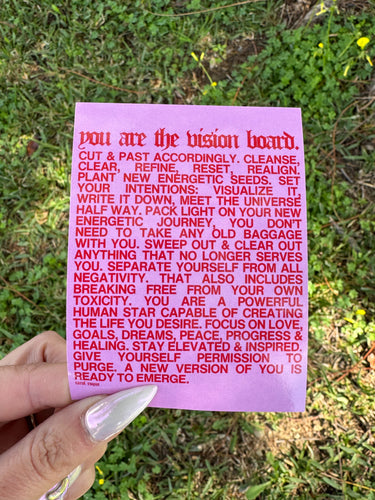 you are the vision board.
CUT & PAST ACCORDINGLY. CLEANSE,
CLEAR, REFINE, RESET, REALIGN.
PLANT NEW ENERGETIC SEEDS. SET
YOUR INTENTIONS: VISUALIZE IT,
WRITE IT DOWN, MEET THE UNIVERSE
HALF WAY. PACK LIGHT ON YOUR NEW
ENERGETIC JOURNEY, YOU DON'T
NEED TO TAKE ANY OLD BAGGAGE
WITH YOU. SWEEP OUT & CLEAR OUT
ANYTHING THAT NO LONGER SERVES
YOU. SEPARATE YOURSELF FROM ALL
NEGATIVITY. THAT ALSO INCLUDES
BREAKING FREE FROM YOUR OWN
TOXICITY. YOU ARE A POWERFUL
HUMAN STAR CAPABLE OF CREATING
THE LIFE YOU DESIRE. FOCUS ON LOVE,
GOALS, DREAMS, PEACE, PROGRESS &
HEALING. STAY ELEVATED & INSPIRED.
GIVE YOURSELF PERMISSION TO
PURGE. A NEW VERSION OF YOU IS
READY TO EMERGE.